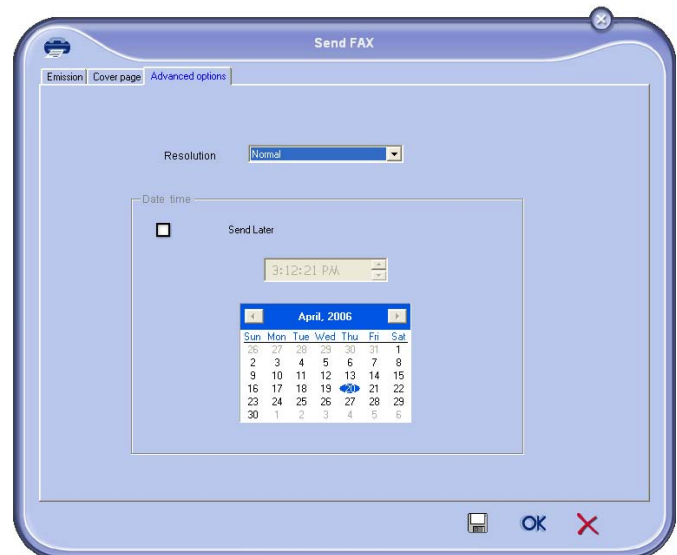 Send FAX
Emission Cover page Advanced options
Resolution Normal
Date time
Send Later
3:12:21 PM
April, 2006
Sun Mon Tue Wed Thu Fri Sat
26 27 28 29 30 31 1
2 3 4 5 6 7 8
9 10 11 12 13 14 15
16 17 18 19 20 21 22
23 24 25 26 27 28 29
30 1 2 3 4 5 6
OK